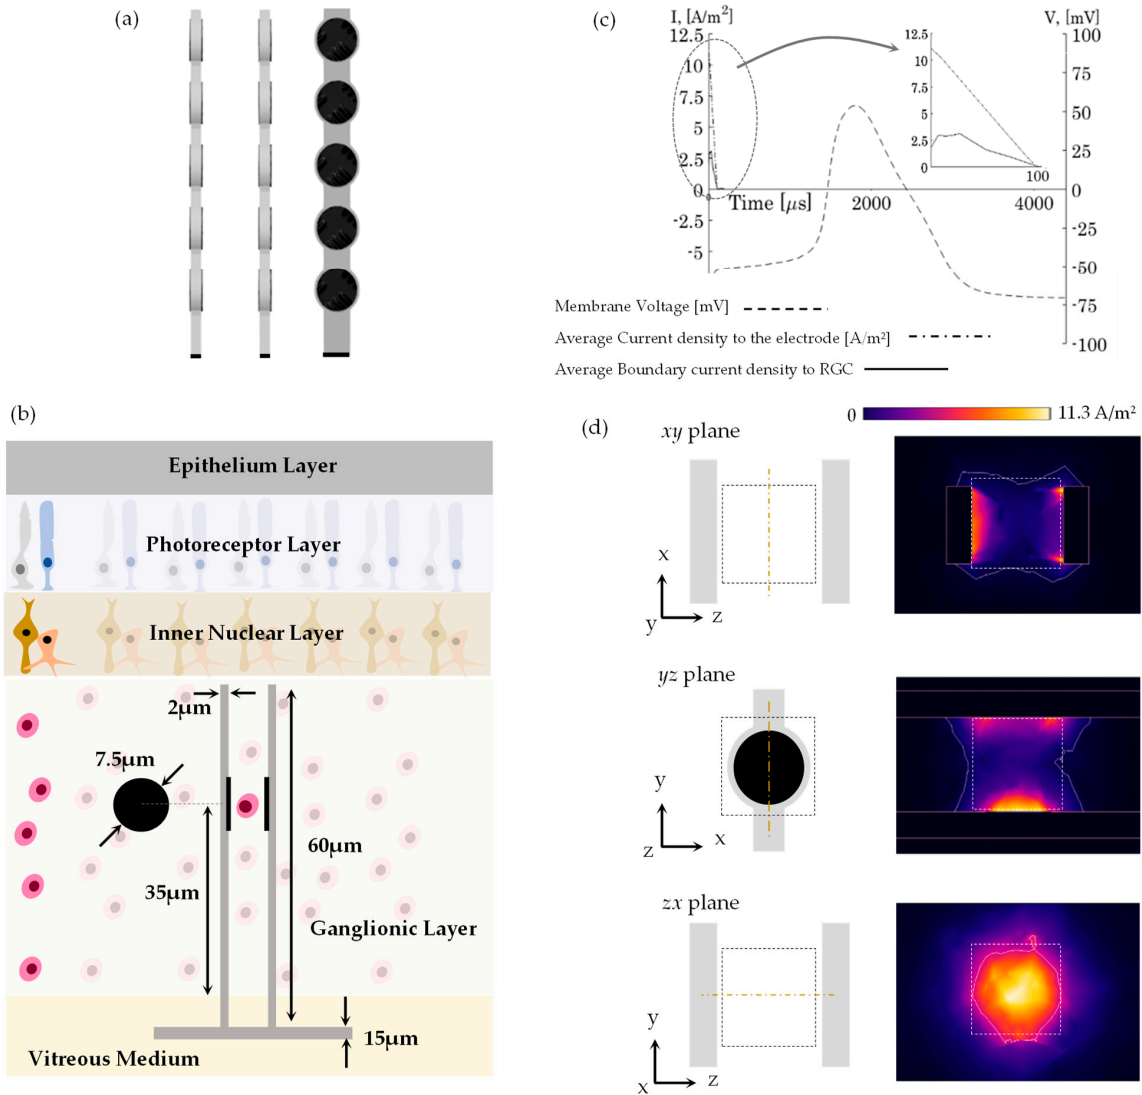 (a)
(c)
I, [A/m²]
V, [mV]
12.5
10
7.5
5
2.5
0
-2.5
-5
0
Time [μs]
2000
4000
100
75
50
25
0
-25
-50
-75
-100
12.5
10
7.5
5
2.5
0
100
Membrane Voltage [mV]
Average Current density to the electrode [A/m²]
Average Boundary current density to RGC
(b)
Epithelium Layer
Photoreceptor Layer
Inner Nuclear Layer
2μm
7.5μm
60μm
35μm
Ganglionic Layer
15μm
Vitreous Medium
(d)
0
11.3 A/m²
xy plane
x
y
z
yz plane
y
z
x
zx plane
y
x
z